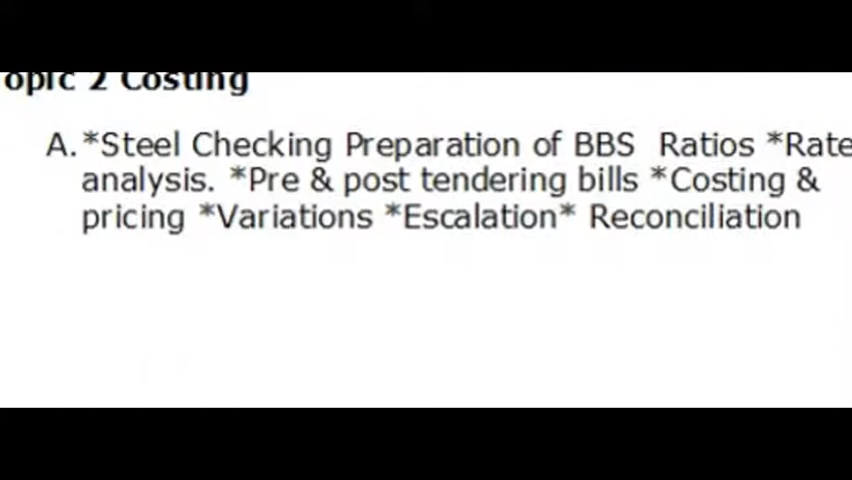 opic 2 Costing
A. *Steel Checking Preparation of BBS Ratios *Rate
analysis. *Pre & post tendering bills *Costing &
pricing *Variations *Escalation* Reconciliation